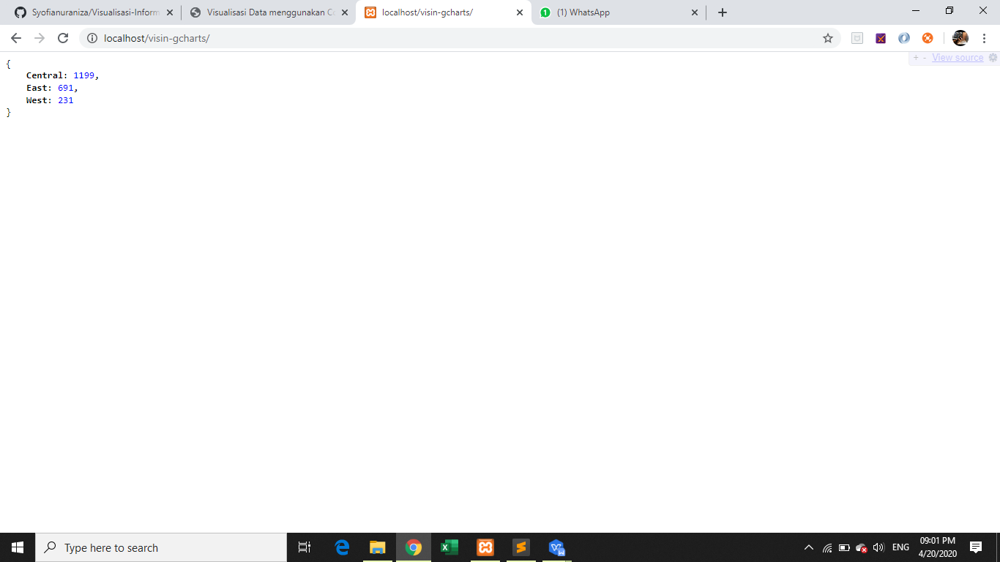 Syofianuraniza/Visualisasi-Inform
Visualisasi Data menggunakan Co
localhost/visin-gcharts/
(1) WhatsApp
localhost/visin-gcharts/
+ - View source
{
Central: 1199,
East: 691,
West: 231
}
Type here to search
ENG
09:01 PM
4/20/2020